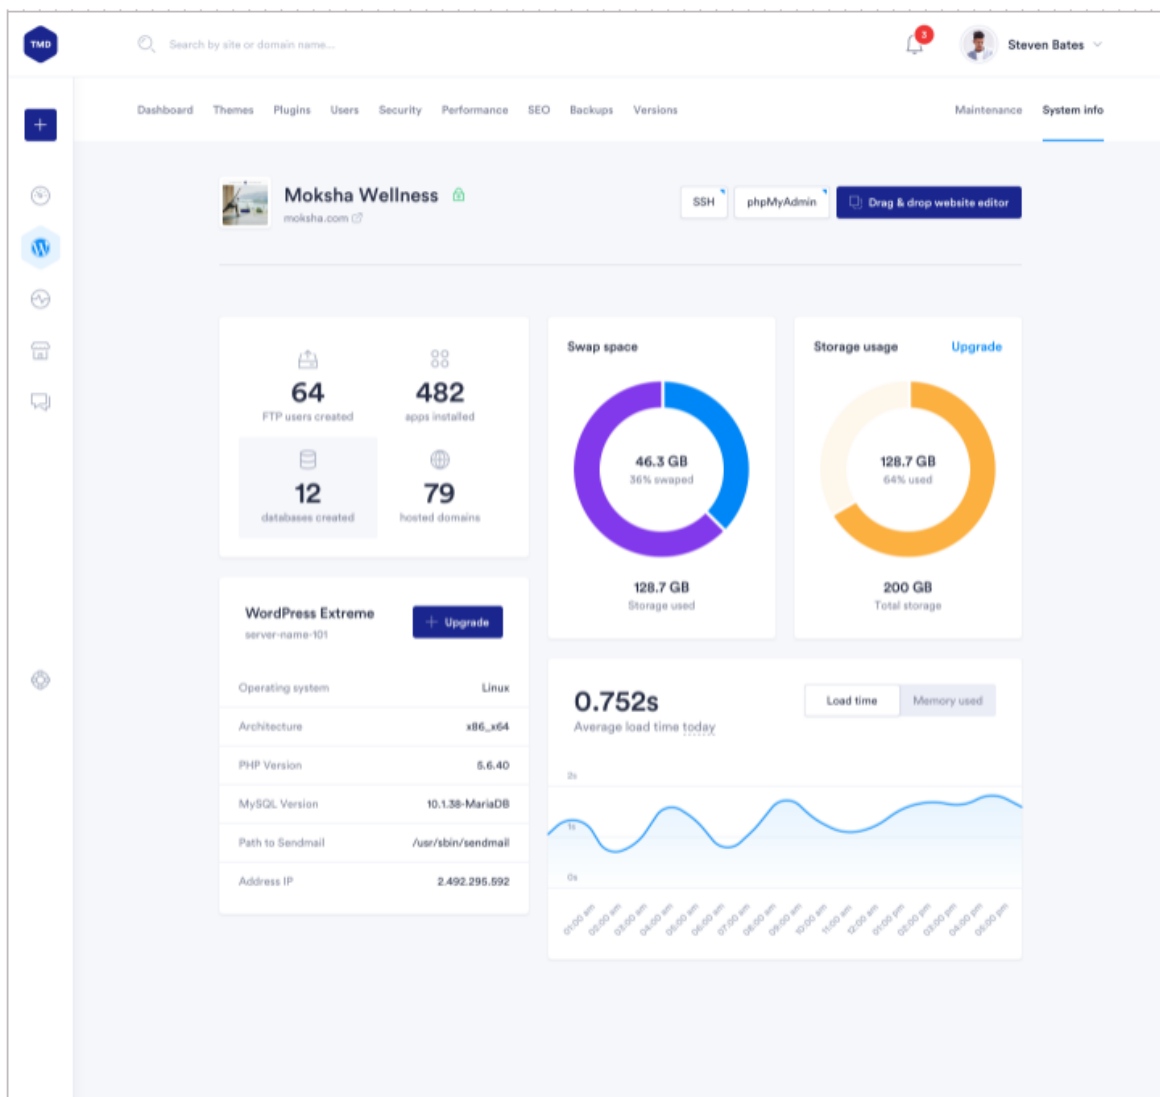 TMD
Search by site or domain name...
3
Steven Bates
Dashboard Themes Plugins Users Security Performance SEO Backups Versions Maintenance System info
Moksha Wellness
moksha.com
SSH
phpMyAdmin
Drag & drop website editor
64
FTP users created
482
apps installed
12
databases created
79
hosted domains
Swap space
46.3 GB
36% swaped
128.7 GB
Storage used
Storage usage
Upgrade
128.7 GB
64% used
200 GB
Total storage
WordPress Extreme
server-name-101
Upgrade
Operating system Linux
Architecture x86_x64
PHP Version 5.6.40
MySQL Version 10.1.38-MariaDB
Path to Sendmail /usr/sbin/sendmail
Address IP 2.492.295.592
0.752s
Average load time today
Load time
Memory used
2s
1s
0s
01:00 am 02:00 am 03:00 am 04:00 am 05:00 am 06:00 am 07:00 am 08:00 am 09:00 am 10:00 am 11:00 am 12:00 am 01:00 pm 02:00 pm 03:00 pm 04:00 pm 05:00 pm